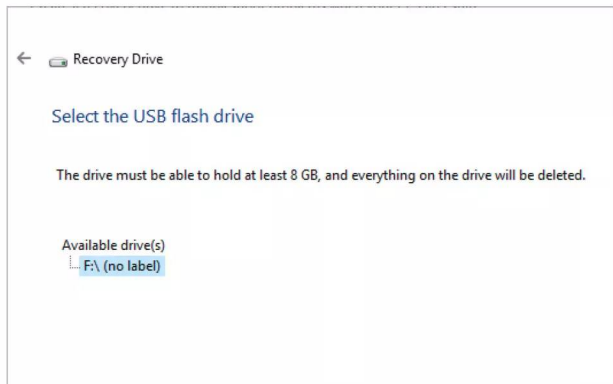 Recovery Drive
Select the USB flash drive
The drive must be able to hold at least 8 GB, and everything on the drive will be deleted.
Available drive(s)
F:\ (no label)